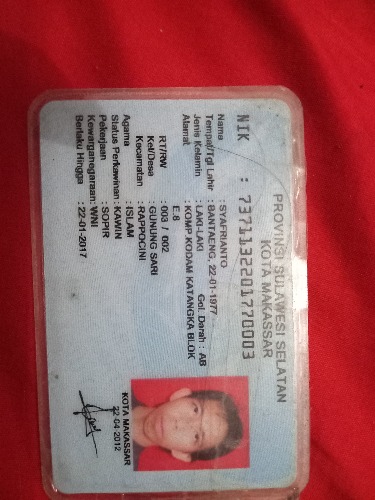 PROVINSI SULAWESI SELATAN
KOTA MAKASSAR
NIK : 7371132201770003
Nama : SYAFRIANTO
Tempat/Tgl Lahir : BANTAENG, 22-01-1977
Jenis Kelamin : LAKI-LAKI Gol. Darah : AB
Alamat : KOMP KODAM KATANGKA BLOK
E.6
RT/RW : 003 / 002
Kel/Desa : GUNUNG SARI
Kecamatan : RAPPOCINI
Agama : ISLAM
Status Perkawinan : KAWIN
Pekerjaan : SOPIR
Kewarganegaraan: WNI
Berlaku Hingga : 22-01-2017
KOTA MAKASSAR
22-04-2012